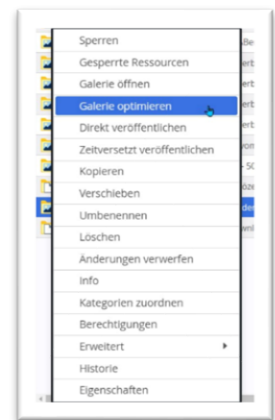 Sperren
Gesperrte Ressourcen
Galerie öffnen
Galerie optimieren
Direkt veröffentlichen
Zeitversetzt veröffentlichen
Kopieren
Verschieben
Umbenennen
Löschen
Änderungen verwerfen
Info
Kategorien zuordnen
Berechtigungen
Erweitert
Historie
Eigenschaften